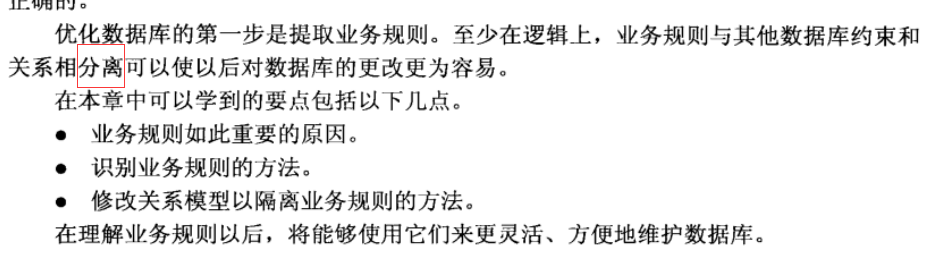 正确的。
优化数据库的第一步是提取业务规则。至少在逻辑上，业务规则与其他数据库约束和
关系相分离可以使以后对数据库的更改更为容易。
在本章中可以学到的要点包括以下几点。
● 业务规则如此重要的原因。
● 识别业务规则的方法。
● 修改关系模型以隔离业务规则的方法。
在理解业务规则以后，将能够使用它们来更灵活、方便地维护数据库。